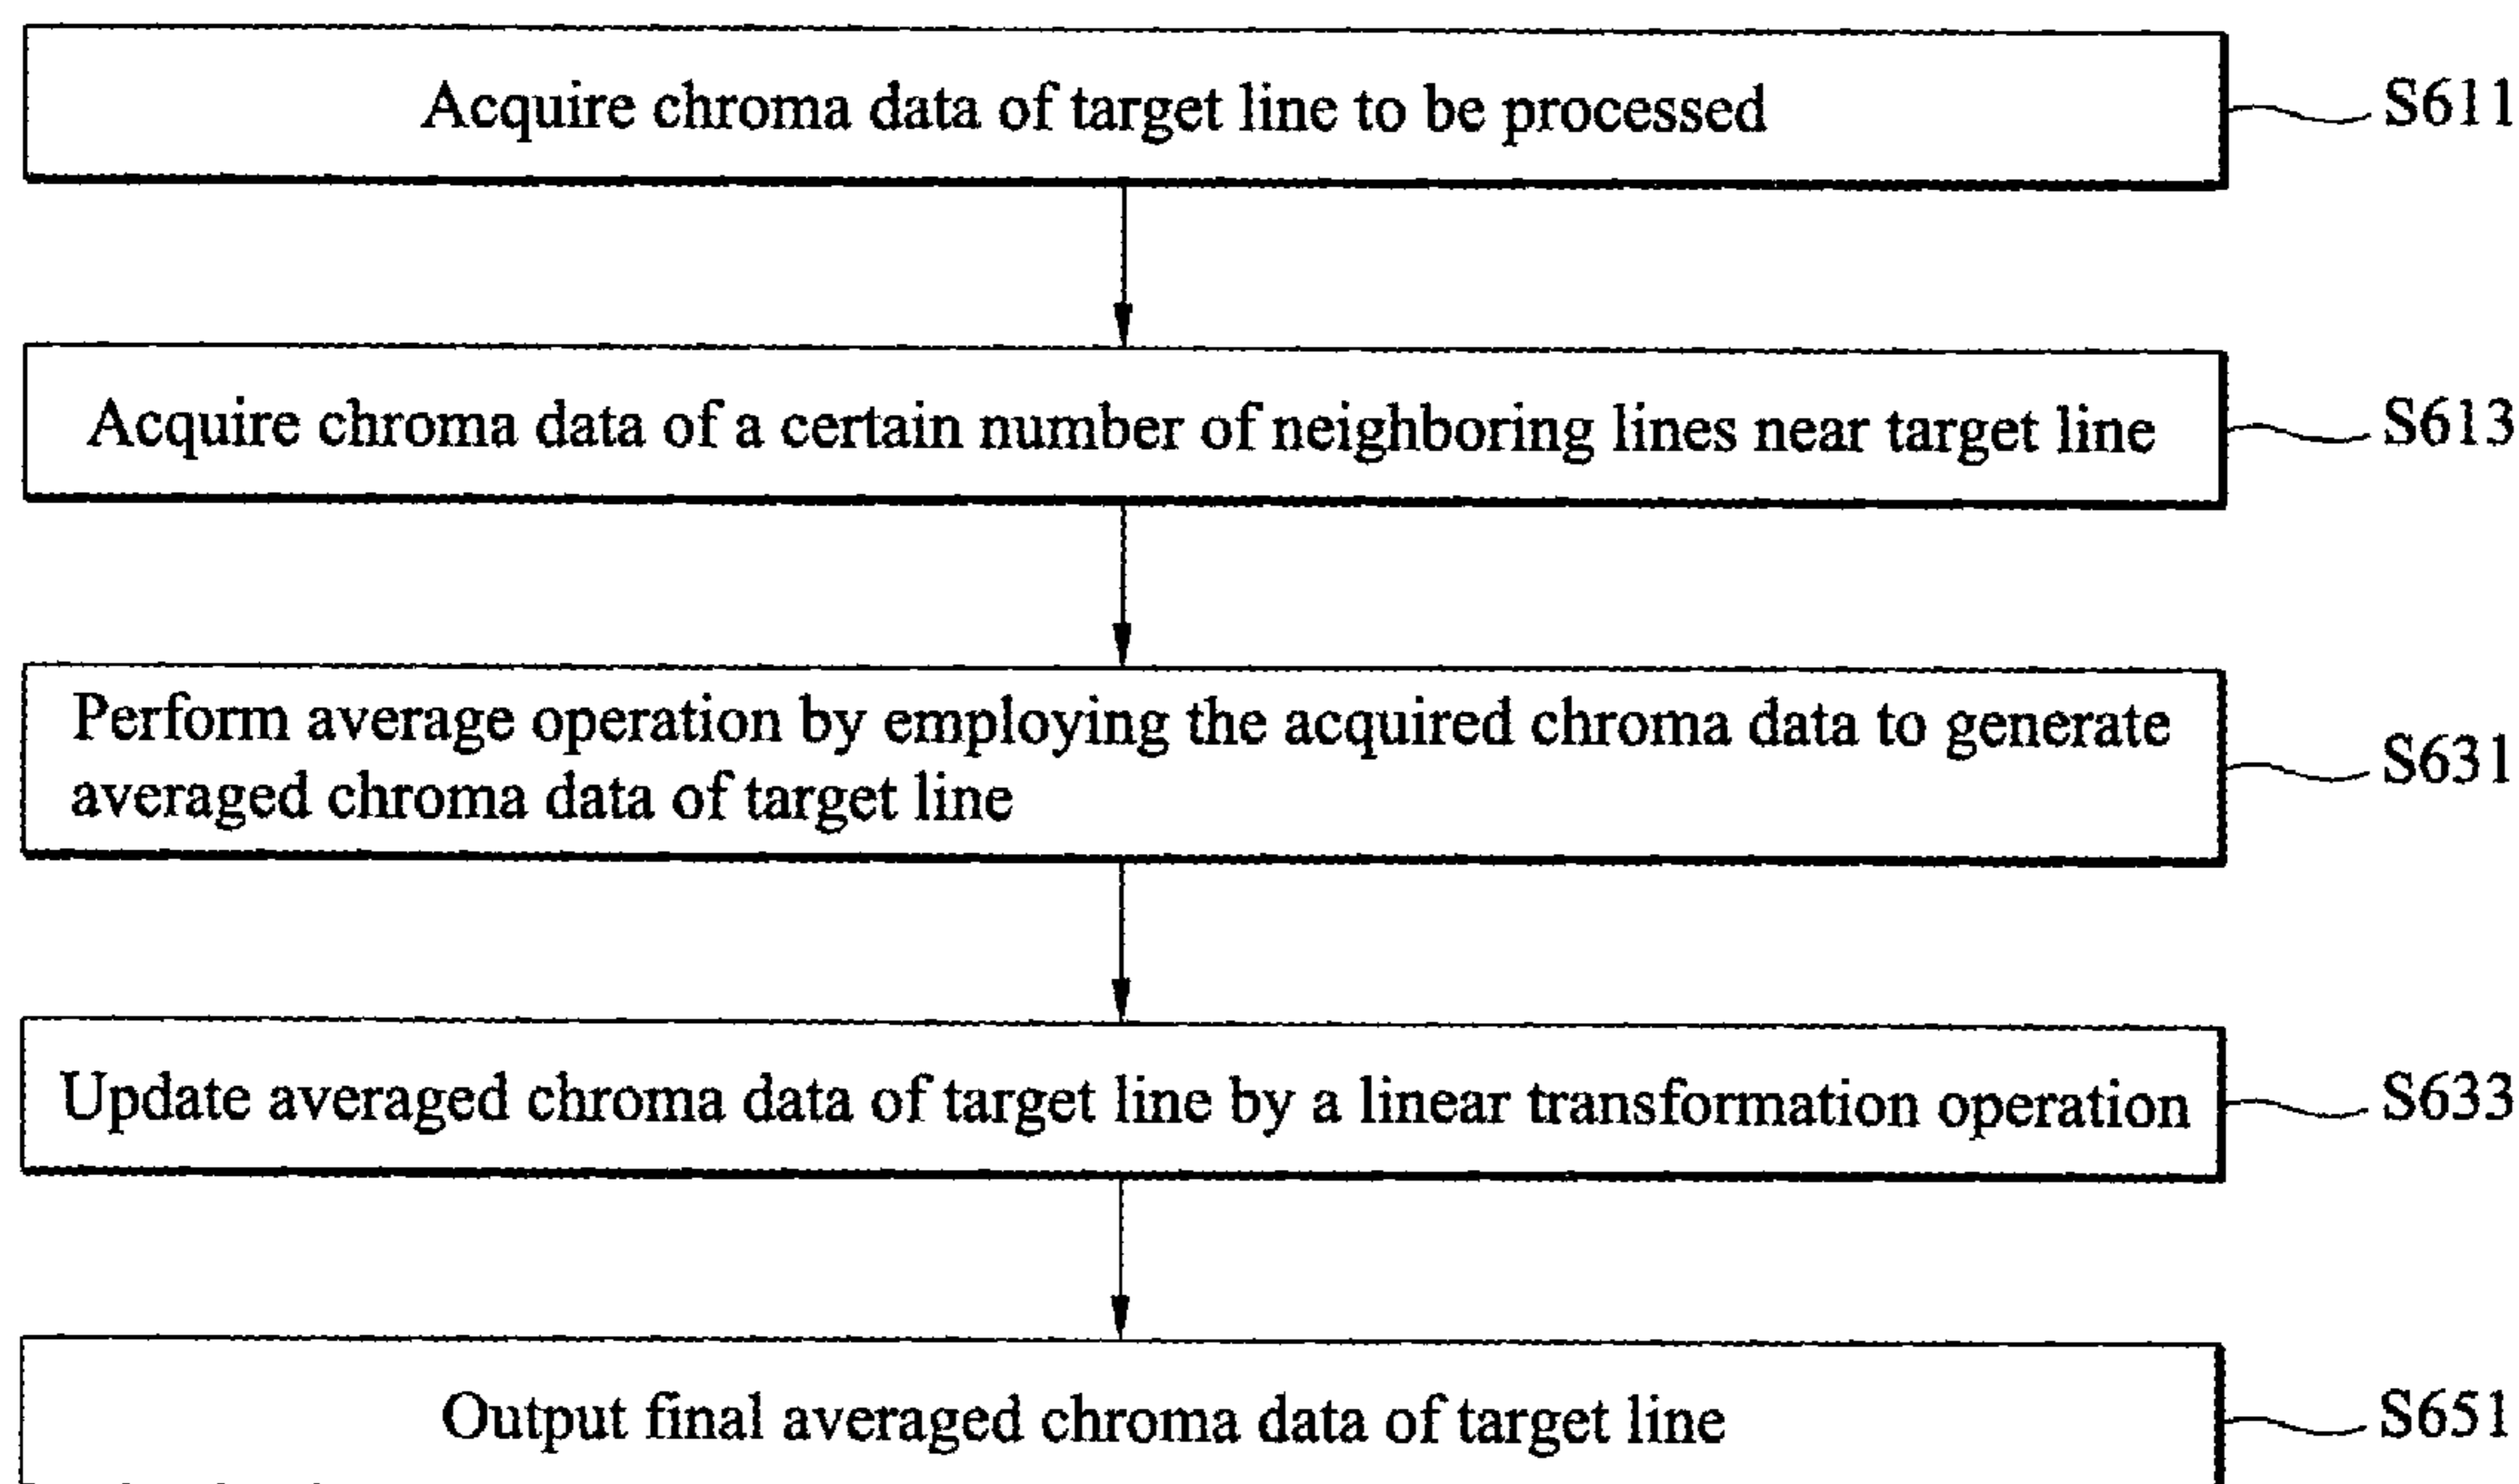 Acquire chroma data of target line to be processed
S611
Acquire chroma data of a certain number of neighboring lines near target line
S613
Perform average operation by employing the acquired chroma data to generate
averaged chroma data of target line
S631
Update averaged chroma data of target line by a linear transformation operation
S633
Output final averaged chroma data of target line
S651